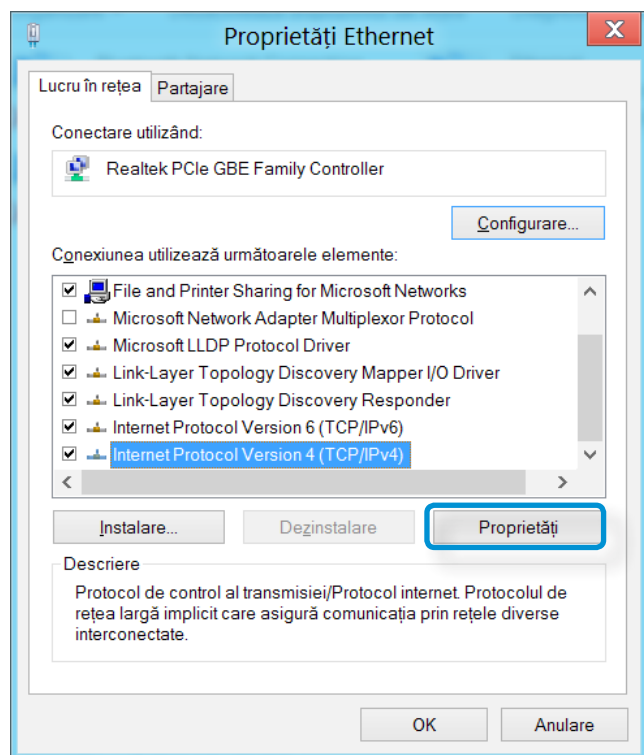 Proprietăți Ethernet
Lucru în rețea
Partajare
Conectare utilizând:
Realtek PCIe GBE Family Controller
Configurare...
Conexiunea utilizează următoarele elemente:
File and Printer Sharing for Microsoft Networks
Microsoft Network Adapter Multiplexor Protocol
Microsoft LLDP Protocol Driver
Link-Layer Topology Discovery Mapper I/O Driver
Link-Layer Topology Discovery Responder
Internet Protocol Version 6 (TCP/IPv6)
Internet Protocol Version 4 (TCP/IPv4)
Instalare...
Dezinstalare
Proprietăți
Descriere
Protocol de control al transmisiei/Protocol internet. Protocolul de
rețea largă implicit care asigură comunicația prin rețele diverse
interconectate.
OK
Anulare